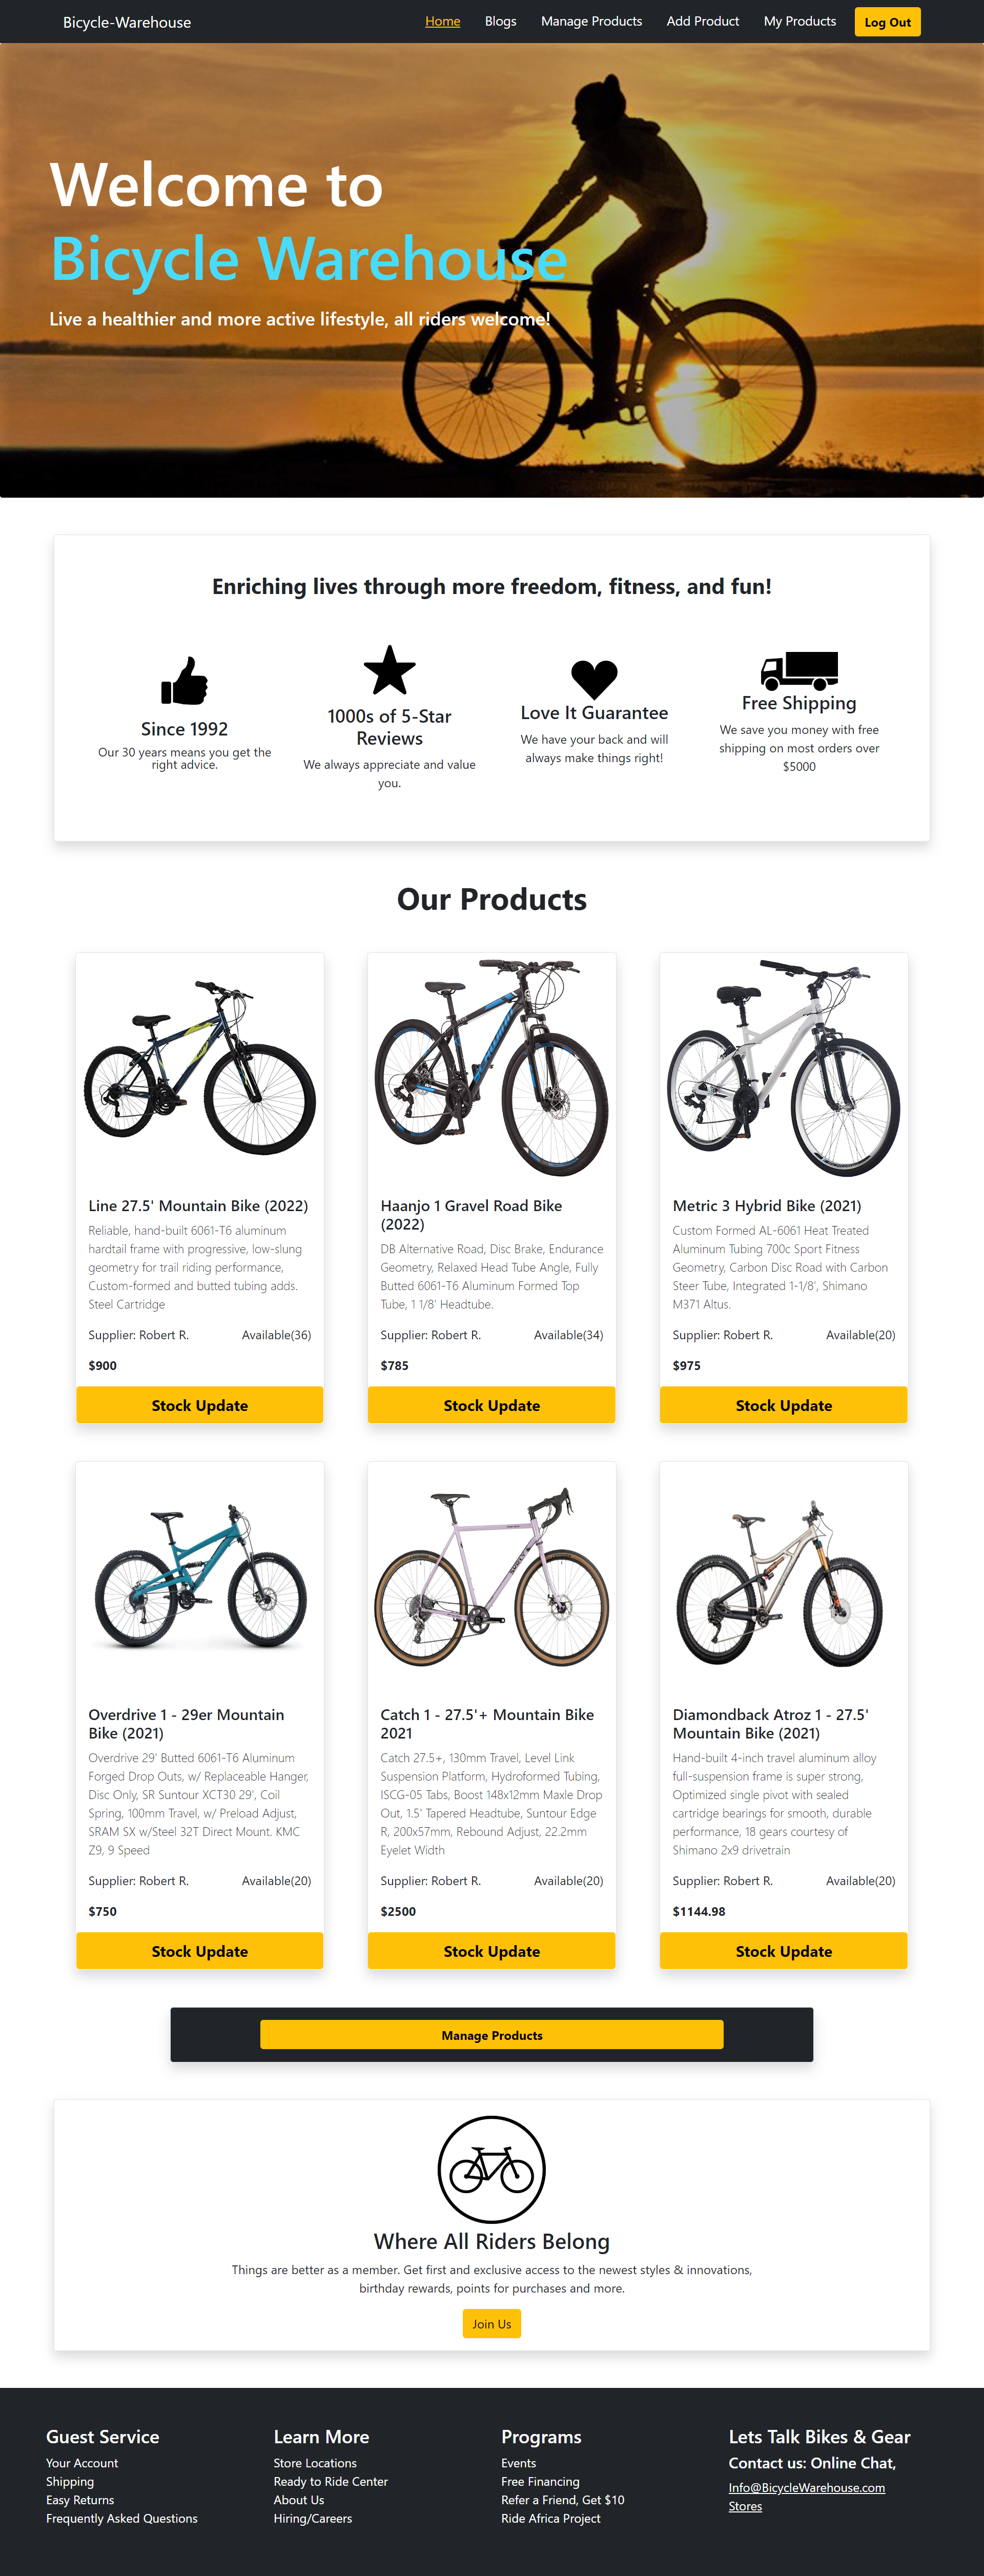 Bicycle-Warehouse
Home Blogs Manage Products Add Product My Products Log Out
Welcome to
Bicycle Warehouse
Live a healthier and more active lifestyle, all riders welcome!
Enriching lives through more freedom, fitness, and fun!
Since 1992
Our 30 years means you get the
right advice.
1000s of 5-Star
Reviews
We always appreciate and value
you.
Love It Guarantee
We have your back and will
always make things right!
Free Shipping
We save you money with free
shipping on most orders over
$5000
Our Products
Line 27.5' Mountain Bike (2022)
Reliable, hand-built 6061-T6 aluminum
hardtail frame with progressive, low-slung
geometry for trail riding performance,
Custom-formed and butted tubing adds.
Steel Cartridge
Supplier: Robert R. Available(36)
$900
Stock Update
Haanjo 1 Gravel Road Bike
(2022)
DB Alternative Road, Disc Brake, Endurance
Geometry, Relaxed Head Tube Angle, Fully
Butted 6061-T6 Aluminum Formed Top
Tube, 1 1/8' Headtube.
Supplier: Robert R. Available(34)
$785
Stock Update
Metric 3 Hybrid Bike (2021)
Custom Formed AL-6061 Heat Treated
Aluminum Tubing 700c Sport Fitness
Geometry, Carbon Disc Road with Carbon
Steer Tube, Integrated 1-1/8', Shimano
M371 Altus.
Supplier: Robert R. Available(20)
$975
Stock Update
Overdrive 1 - 29er Mountain
Bike (2021)
Overdrive 29' Butted 6061-T6 Aluminum
Forged Drop Outs, w/ Replaceable Hanger,
Disc Only, SR Suntour XCT30 29', Coil
Spring, 100mm Travel, w/ Preload Adjust,
SRAM SX w/Steel 32T Direct Mount. KMC
Z9, 9 Speed
Supplier: Robert R. Available(20)
$750
Stock Update
SURLY
Catch 1 - 27.5'+ Mountain Bike
2021
Catch 27.5+, 130mm Travel, Level Link
Suspension Platform, Hydroformed Tubing,
ISCG-05 Tabs, Boost 148x12mm Maxle Drop
Out, 1.5' Tapered Headtube, Suntour Edge
R, 200x57mm, Rebound Adjust, 22.2mm
Eyelet Width
Supplier: Robert R. Available(20)
$2500
Stock Update
Diamondback Atroz 1 - 27.5'
Mountain Bike (2021)
Hand-built 4-inch travel aluminum alloy
full-suspension frame is super strong,
Optimized single pivot with sealed
cartridge bearings for smooth, durable
performance, 18 gears courtesy of
Shimano 2x9 drivetrain
Supplier: Robert R. Available(20)
$1144.98
Stock Update
Manage Products
Where All Riders Belong
Things are better as a member. Get first and exclusive access to the newest styles & innovations,
birthday rewards, points for purchases and more.
Join Us
Guest Service
Your Account
Shipping
Easy Returns
Frequently Asked Questions
Learn More
Store Locations
Ready to Ride Center
About Us
Hiring/Careers
Programs
Events
Free Financing
Refer a Friend, Get $10
Ride Africa Project
Lets Talk Bikes & Gear
Contact us: Online Chat,
Info@BicycleWarehouse.com
Stores